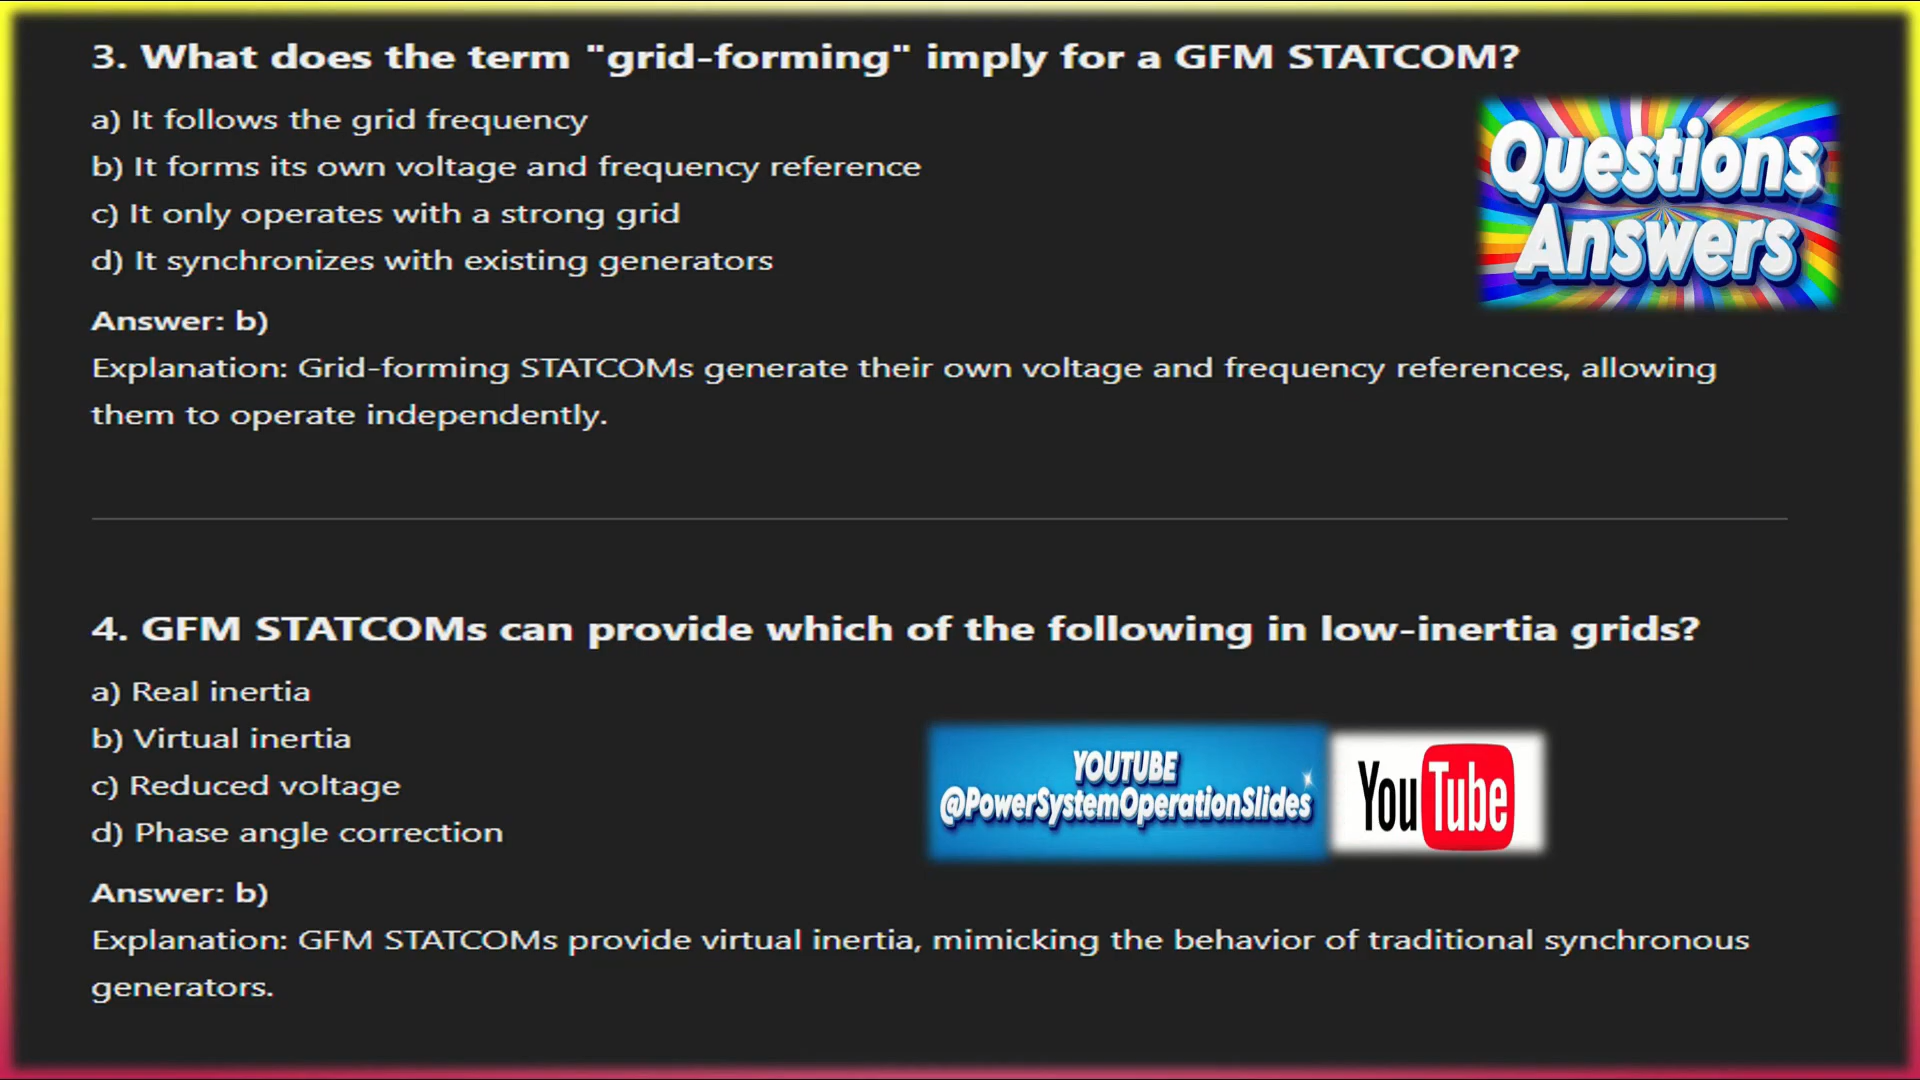 3. What does the term "grid-forming" imply for a GFM STATCOM?
a) It follows the grid frequency
b) It forms its own voltage and frequency reference
c) It only operates with a strong grid
d) It synchronizes with existing generators
Questions
Answers
Answer: b)
Explanation: Grid-forming STATCOMs generate their own voltage and frequency references, allowing
them to operate independently.
4. GFM STATCOMs can provide which of the following in low-inertia grids?
a) Real inertia
b) Virtual inertia
c) Reduced voltage
d) Phase angle correction
YOUTUBE
@PowerSystemOperationSlides
YouTube
Answer: b)
Explanation: GFM STATCOMs provide virtual inertia, mimicking the behavior of traditional synchronous
generators.